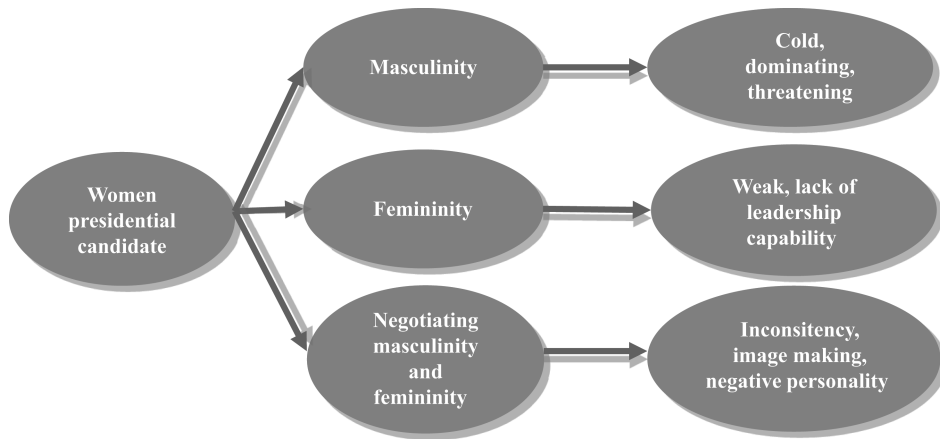 Women
presidential
candidate
Masculinity
Cold,
dominating,
threatening
Femininity
Weak, lack of
leadership
capability
Negotiating
masculinity
and
femininity
Inconsitency,
image making,
negative personality